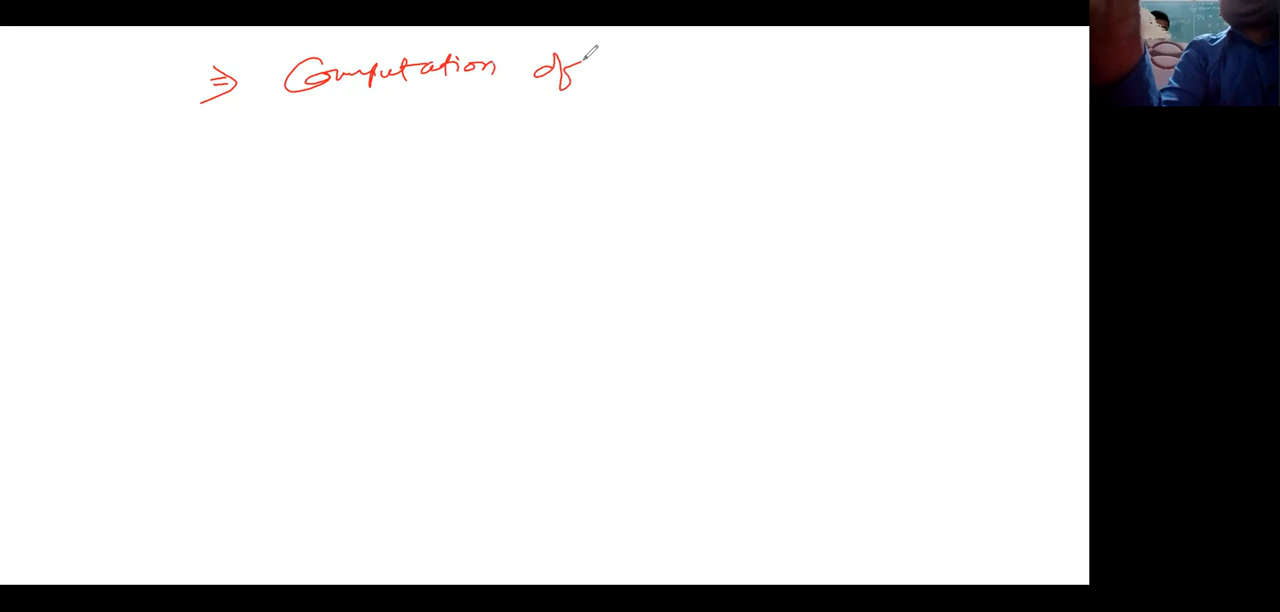 ⇒ Computation of